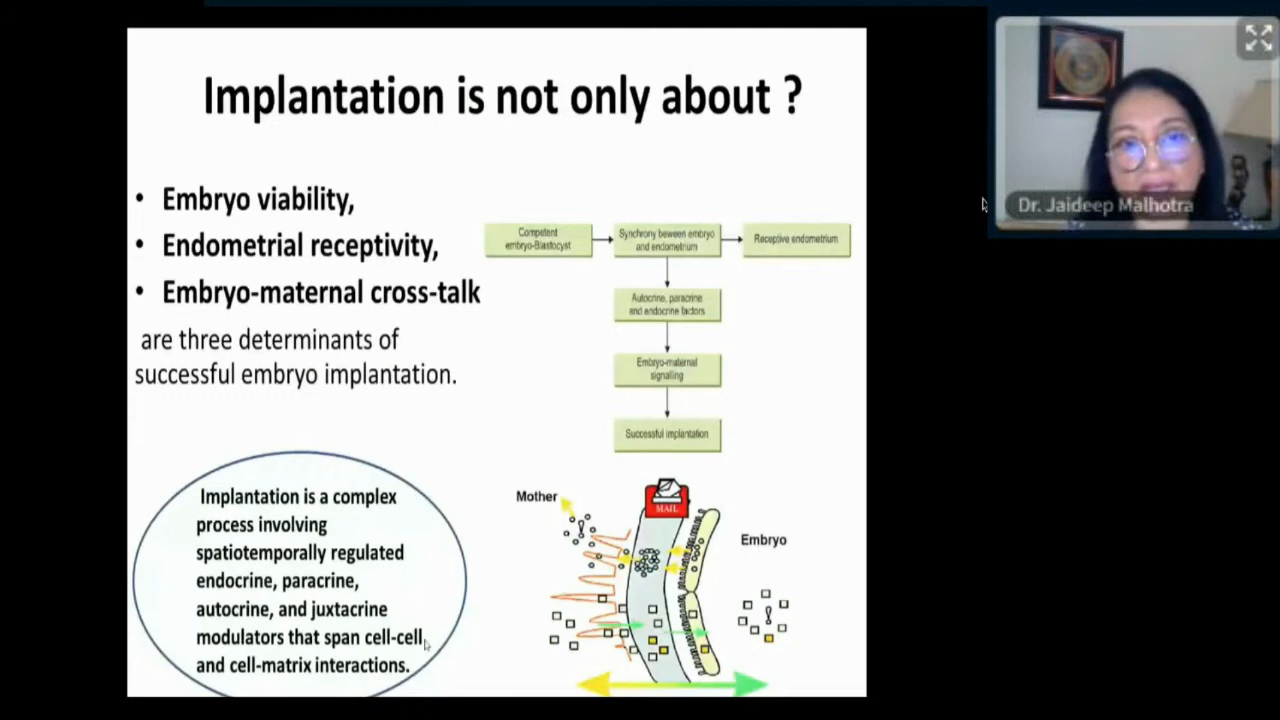 Implantation is not only about ?
• Embryo viability,
• Endometrial receptivity,
• Embryo-maternal cross-talk
are three determinants of
successful embryo implantation.
Competent
embryo-Blastocyst
Synchrony beween embryo
and endometrium
Receptive endometrium
Autocrine, paracrine
and endocrine factors
Embryo-maternal
signalling
Successful implantation
Implantation is a complex
process involving
spatiotemporally regulated
endocrine, paracrine,
autocrine, and juxtacrine
modulators that span cell-cell
and cell-matrix interactions.
Mother
MAIL
Embryo
Dr. Jaideep Malhotra